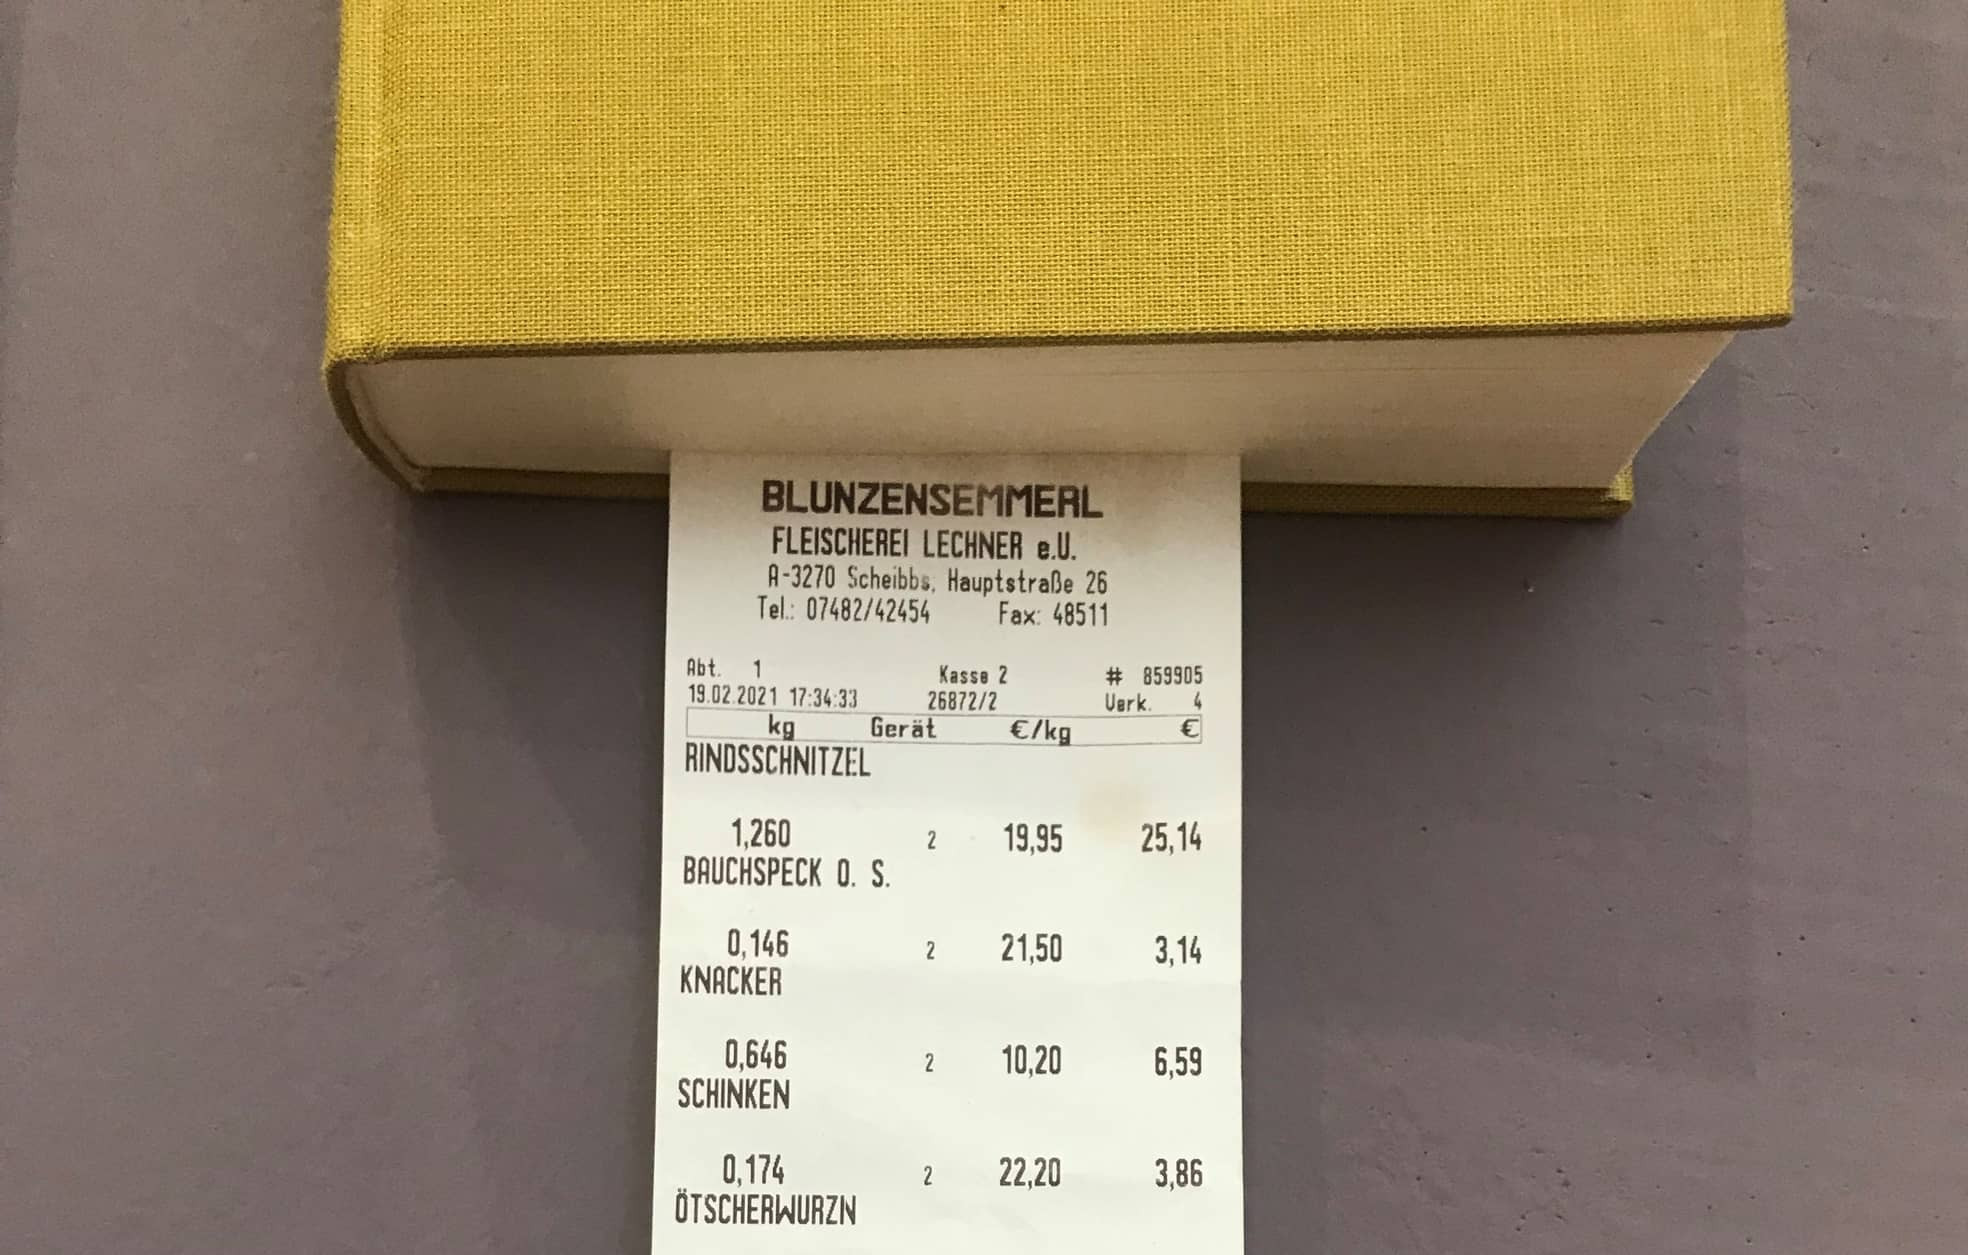 BLUNZENSEMMERL
FLEISCHEREI LECHNER e.U.
A-3270 Scheibbs, Hauptstraße 26
Tel.: 07482/42454 Fax: 48511
Abt. 1 Kasse 2 # 859905
19.02.2021 17:34:33 26872/2 Verk. 4
kg Gerät €/kg €
RINDSSCHNITZEL
1,260 2 19,95 25,14
BAUCHSPECK O. S.
0,146 2 21,50 3,14
KNACKER
0,646 2 10,20 6,59
SCHINKEN
0,174 2 22,20 3,86
ÖTSCHERWURZN